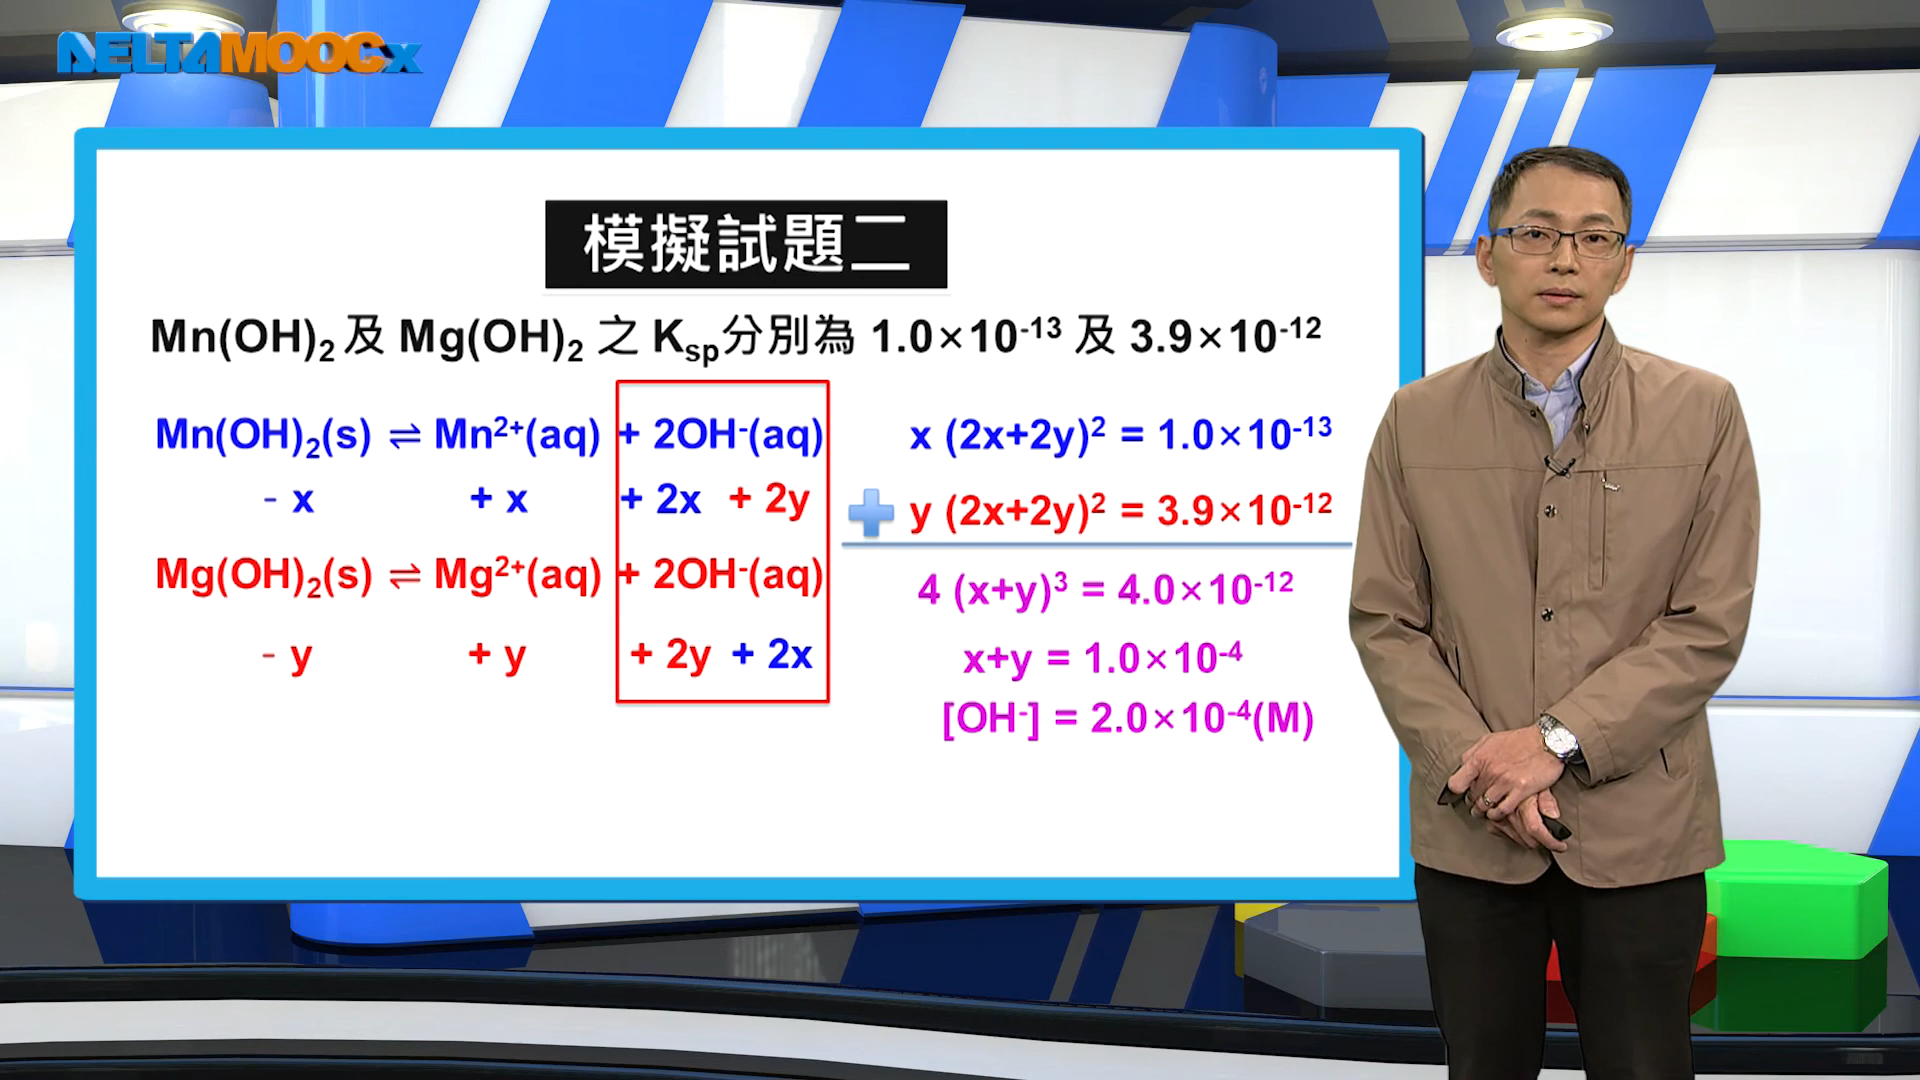 DELTAMOOCx
模擬試題二
Mn(OH)₂ 及 Mg(OH)₂ 之 Kₛₚ分別為 1.0×10⁻¹³ 及 3.9×10⁻¹²
Mn(OH)₂(s) ⇌ Mn²⁺(aq) + 2OH⁻(aq)
- x + x + 2x + 2y
Mg(OH)₂(s) ⇌ Mg²⁺(aq) + 2OH⁻(aq)
- y + y + 2y + 2x
x (2x+2y)² = 1.0×10⁻¹³
+ y (2x+2y)² = 3.9×10⁻¹²
4 (x+y)³ = 4.0×10⁻¹²
x+y = 1.0×10⁻⁴
[OH⁻] = 2.0×10⁻⁴(M)